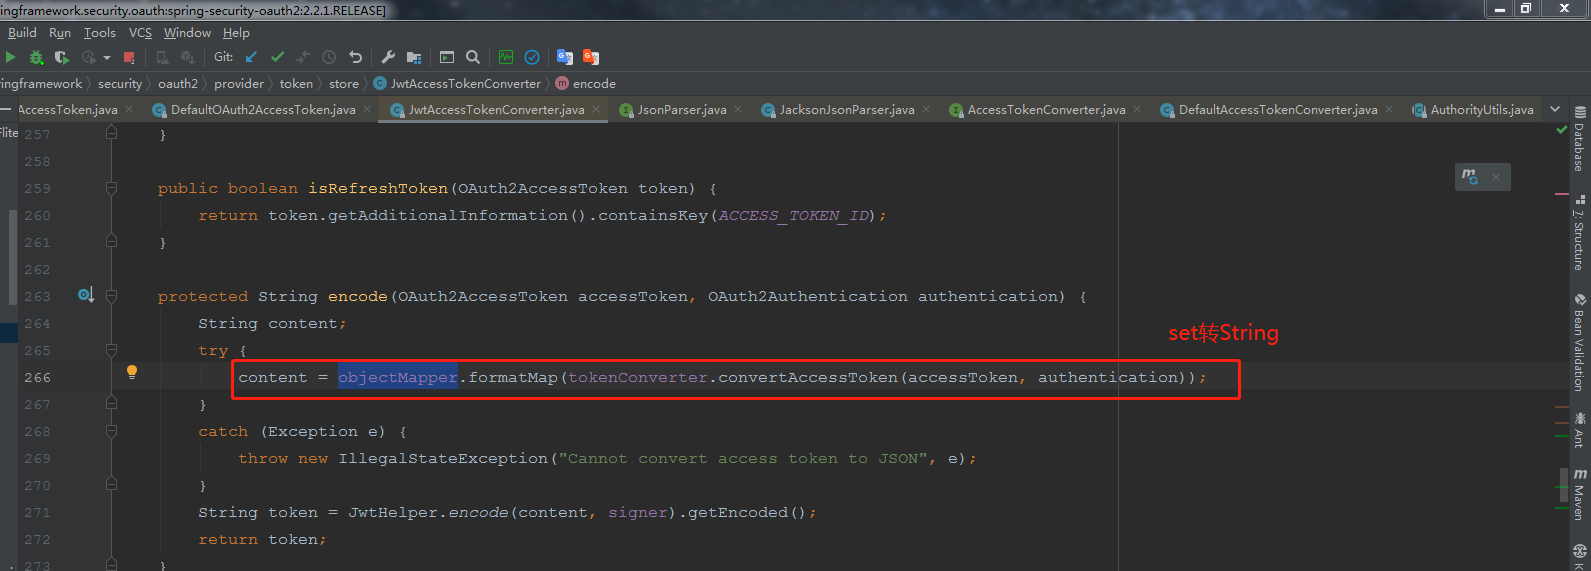 ingframework.security.oauth:spring-security-oauth2:2.2.1.RELEASE]
Build Run Tools VCS Window Help
Git:
ringframework security oauth2 provider token store JwtAccessTokenConverter encode
AccessToken.java DefaultOAuth2AccessToken.java JwtAccessTokenConverter.java JsonParser.java JacksonJsonParser.java AccessTokenConverter.java DefaultAccessTokenConverter.java AuthorityUtils.java
Flite
257 }
258
259 public boolean isRefreshToken(OAuth2AccessToken token) {
260 return token.getAdditionalInformation().containsKey(ACCESS_TOKEN_ID);
261 }
262
263 protected String encode(OAuth2AccessToken accessToken, OAuth2Authentication authentication) {
264 String content;
set转String
265 try {
266 content = objectMapper.formatMap(tokenConverter.convertAccessToken(accessToken, authentication));
267 }
268 catch (Exception e) {
269 throw new IllegalStateException("Cannot convert access token to JSON", e);
270 }
271 String token = JwtHelper.encode(content, signer).getEncoded();
272 return token;
273 }
Database
Z: Structure
Bean Validation
Ant
Maven
K